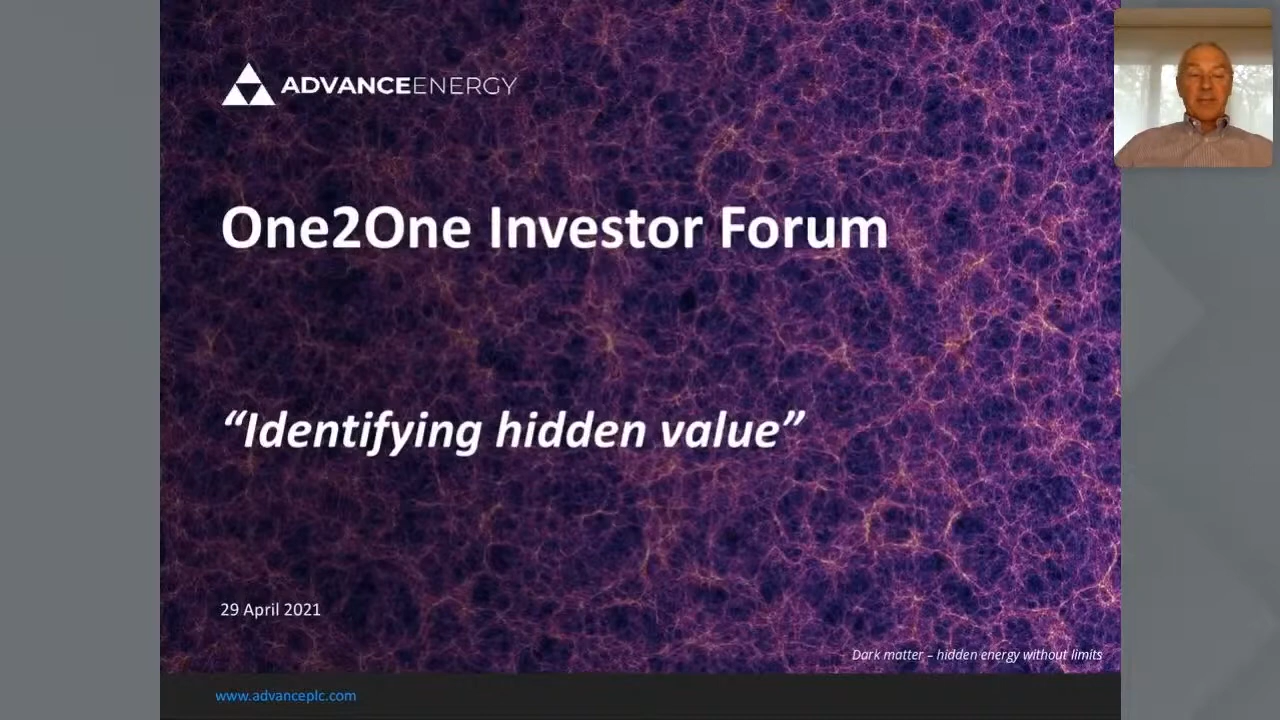 ADVANCEENERGY
One2One Investor Forum
“Identifying hidden value”
29 April 2021
Dark matter – hidden energy without limits
www.advanceplc.com